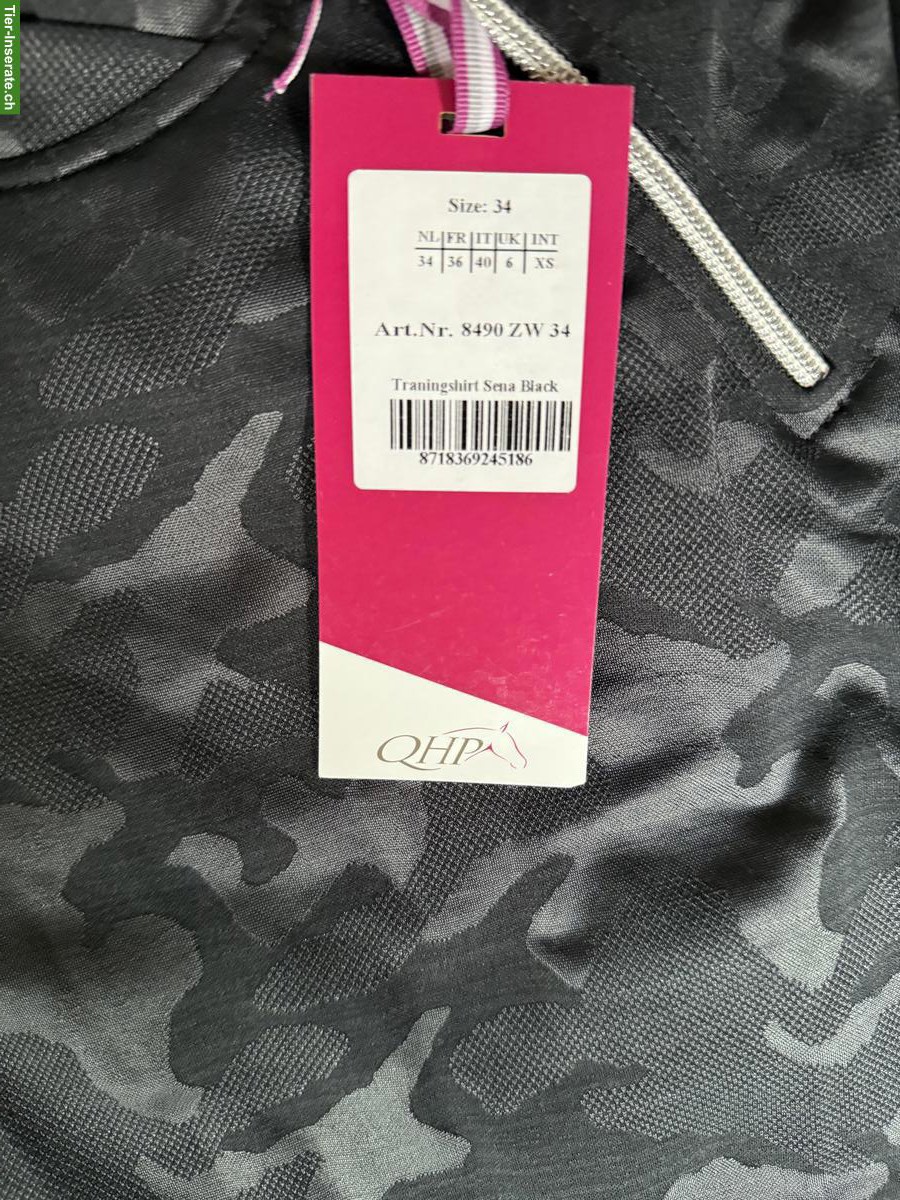 Tier-Inserate.ch
Size: 34
NL|FR|IT|UK|INT
34|36|40|6|XS
Art.Nr. 8490 ZW 34
Traningshirt Sena Black
8718369245186
QHP